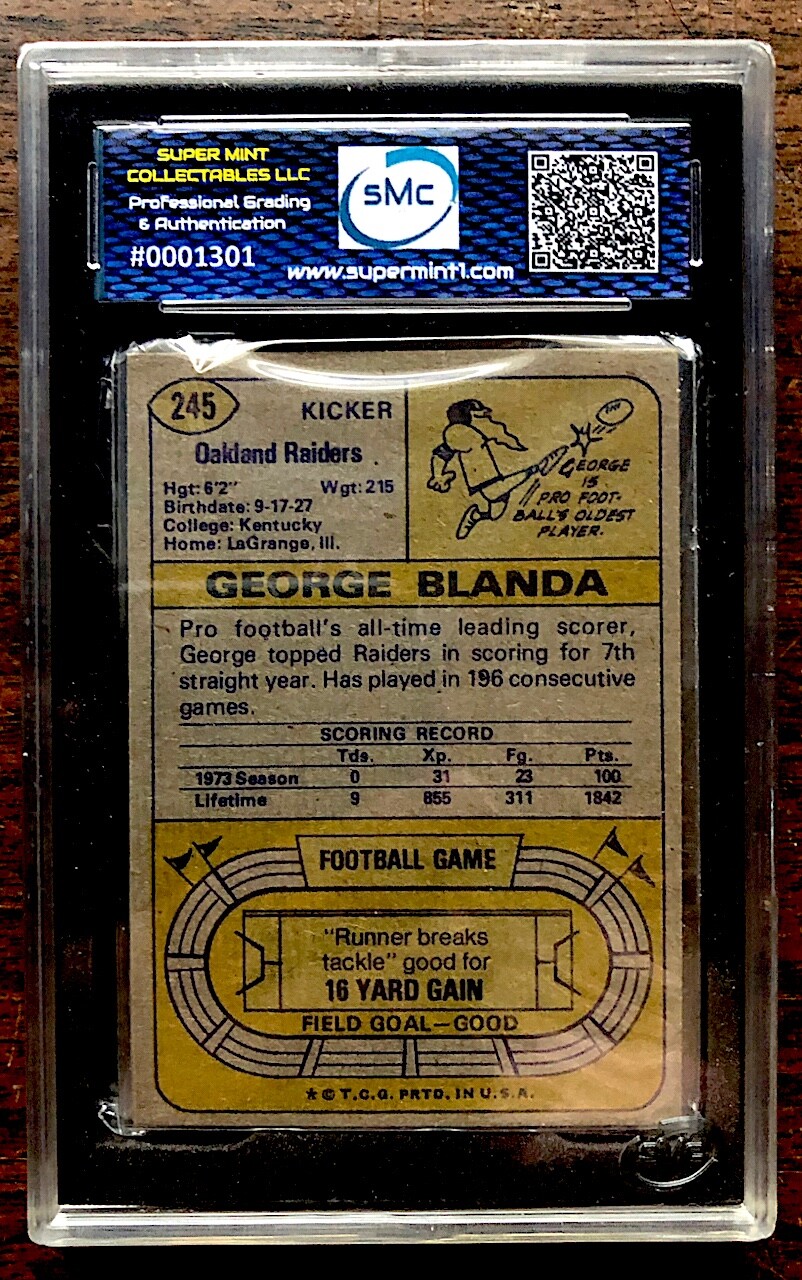 SUPER MINT
COLLECTABLES LLC
Professional Grading
& Authentication
#0001301
sMc
www.supermint1.com
245
KICKER
Oakland Raiders
Hgt: 6'2" Wgt: 215
Birthdate: 9-17-27
College: Kentucky
Home: LaGrange, Ill.
GEORGE
IS
PRO FOOT-
BALL'S OLDEST
PLAYER.
GEORGE BLANDA
Pro football's all-time leading scorer,
George topped Raiders in scoring for 7th
straight year. Has played in 196 consecutive
games.
SCORING RECORD
Tds. Xp. Fg. Pts.
1973 Season 0 31 23 100
Lifetime 9 855 311 1842
FOOTBALL GAME
"Runner breaks
tackle" good for
16 YARD GAIN
FIELD GOAL—GOOD
★ © T.C.G. PRTD. IN U.S.A.